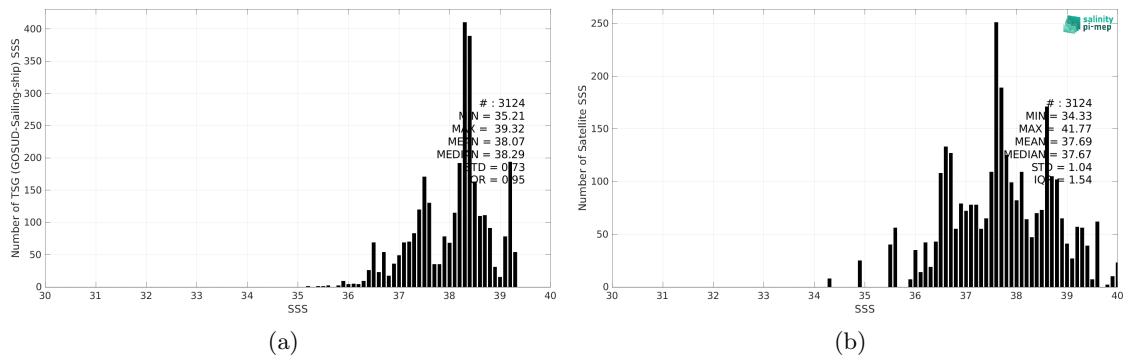 Number of TSG (GOSUD-Sailing-ship) SSS
400
350
300
250
200
150
100
50
0
# : 3124
MIN = 35.21
MAX = 39.32
MEAN = 38.07
MEDIAN = 38.29
STD = 0.73
IQR = 0.95
30 31 32 33 34 35 36 37 38 39 40
SSS
(a)
salinity
pi-mep
Number of Satellite SSS
250
200
150
100
50
0
# : 3124
MIN = 34.33
MAX = 41.77
MEAN = 37.69
MEDIAN = 37.67
STD = 1.04
IQR = 1.54
30 31 32 33 34 35 36 37 38 39 40
SSS
(b)